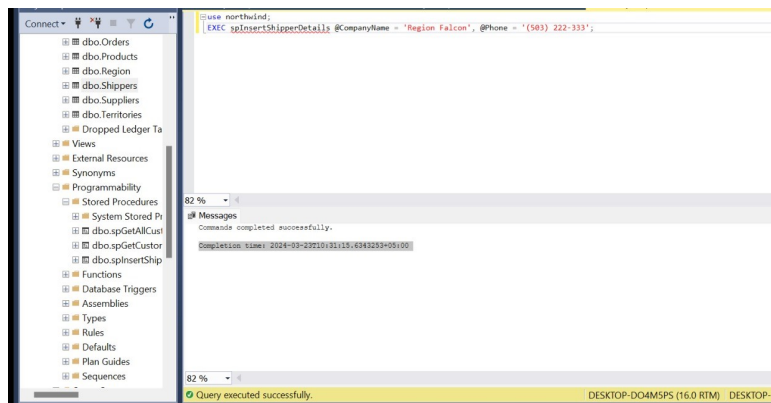 Connect
dbo.Orders
dbo.Products
dbo.Region
dbo.Shippers
dbo.Suppliers
dbo.Territories
Dropped Ledger Ta
Views
External Resources
Synonyms
Programmability
Stored Procedures
System Stored Pr
dbo.spGetAllCust
dbo.spGetCustor
dbo.spInsertShip
Functions
Database Triggers
Assemblies
Types
Rules
Defaults
Plan Guides
Sequences
use northwind;
EXEC spInsertShipperDetails @CompanyName = 'Region Falcon', @Phone = '(503) 222-333';
82 %
Messages
Commands completed successfully.
Completion time: 2024-03-23T10:31:15.6343253+05:00
82 %
Query executed successfully.
DESKTOP-DO4M5PS (16.0 RTM)
DESKTOP-